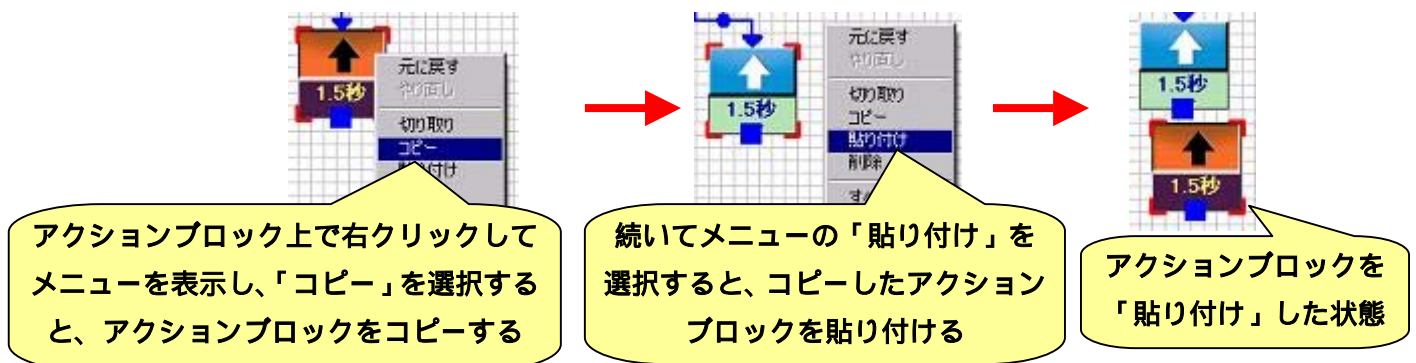 元に戻す
やり直し
切り取り
コピー
貼り付け
1.5秒
アクションブロック上で右クリックして
メニューを表示し、「コピー」を選択する
と、アクションブロックをコピーする
元に戻す
やり直し
切り取り
コピー
貼り付け
削除
1.5秒
続いてメニューの「貼り付け」を
選択すると、コピーしたアクション
ブロックを貼り付ける
1.5秒
1.5秒
アクションブロックを
「貼り付け」した状態